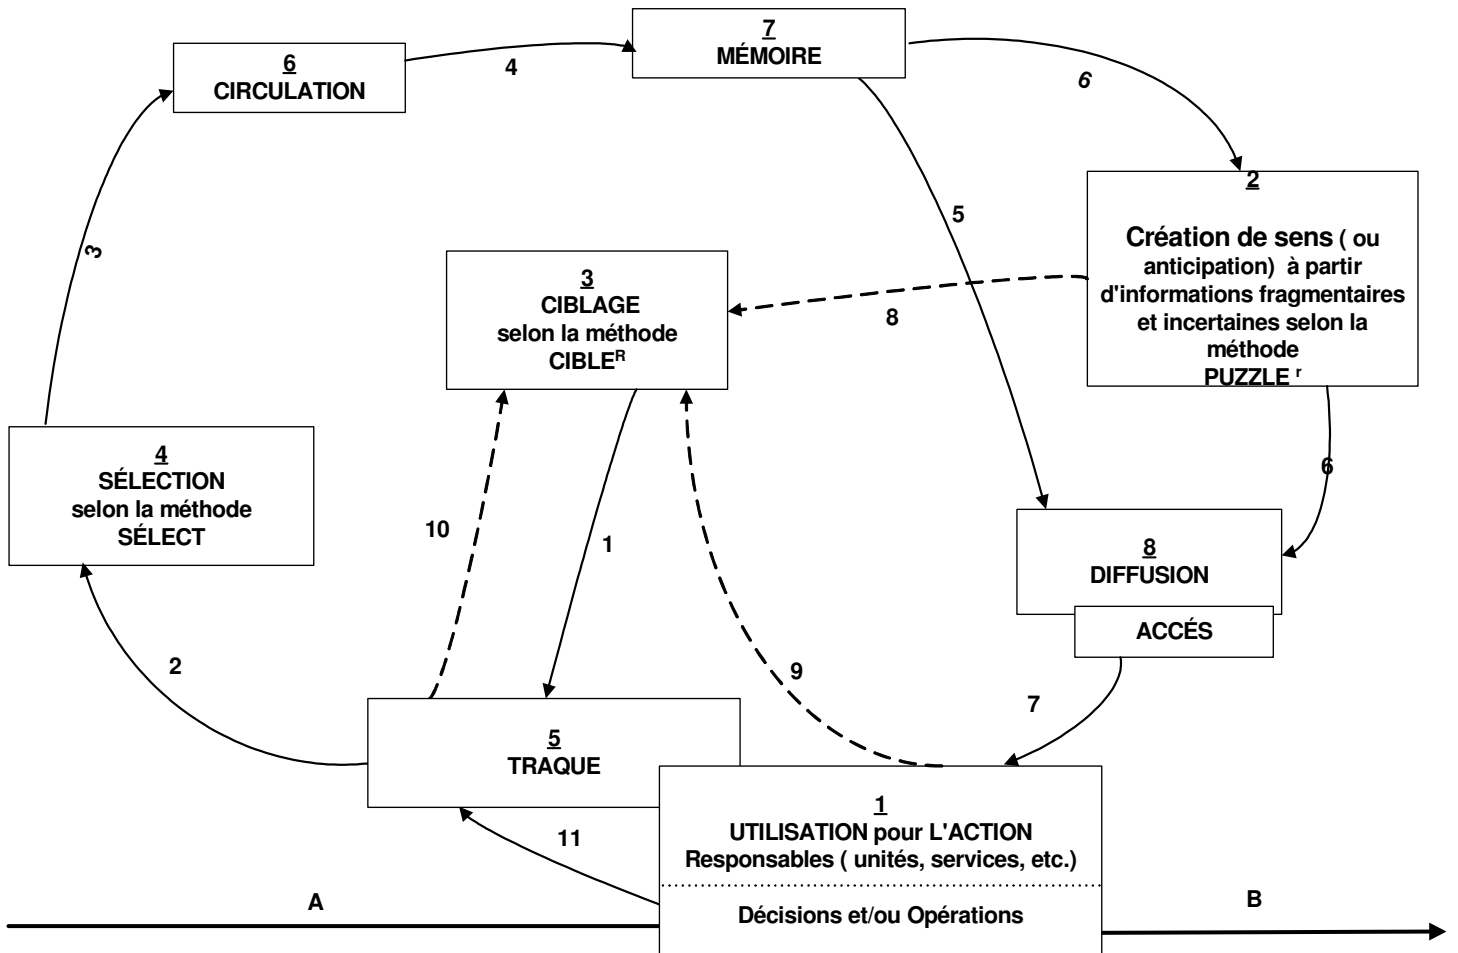 7
MÉMOIRE
6
CIRCULATION
4
6
3
5
2
Création de sens ( ou
anticipation) à partir
d'informations fragmentaires
et incertaines selon la
méthode
PUZZLE r
3
CIBLAGE
selon la méthode
CIBLER
8
4
SÉLECTION
selon la méthode
SÉLECT
10
1
6
8
DIFFUSION
ACCÉS
2
9
7
5
TRAQUE
11
1
UTILISATION pour L'ACTION
Responsables ( unités, services, etc.)
Décisions et/ou Opérations
A
B